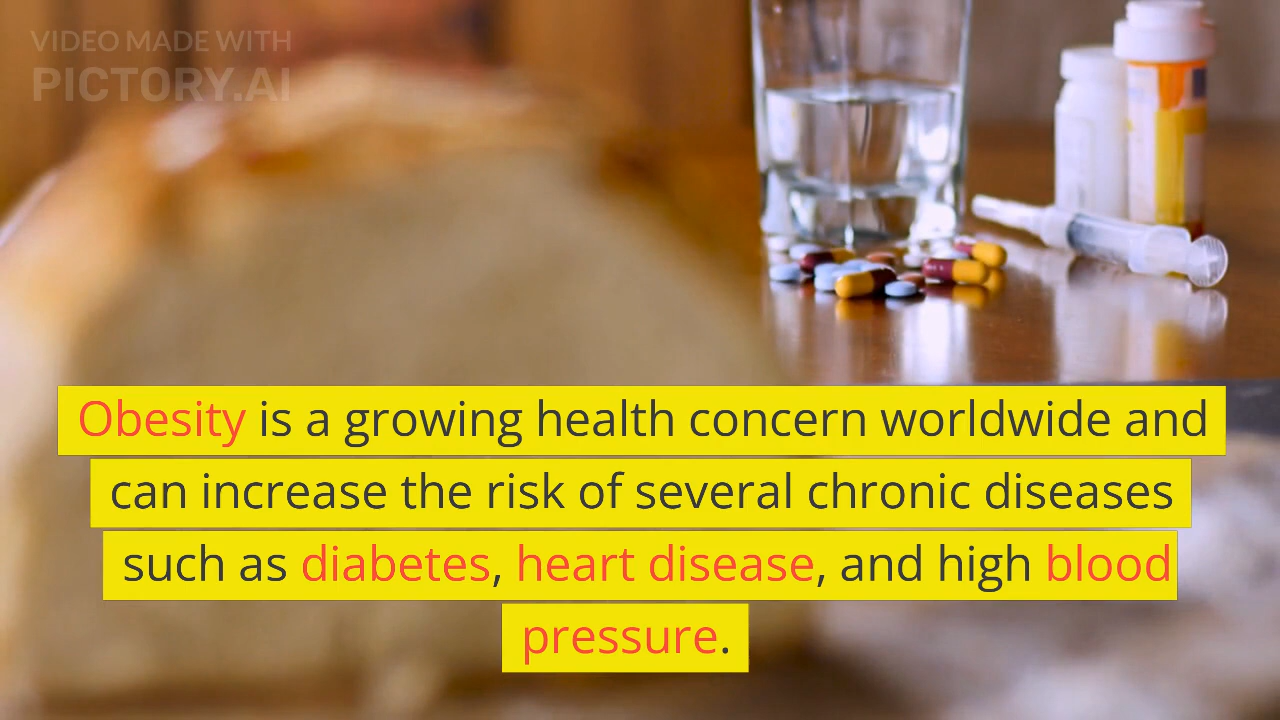 VIDEO MADE WITH
PICTORY.AI
Obesity is a growing health concern worldwide and
can increase the risk of several chronic diseases
such as diabetes, heart disease, and high blood
pressure.